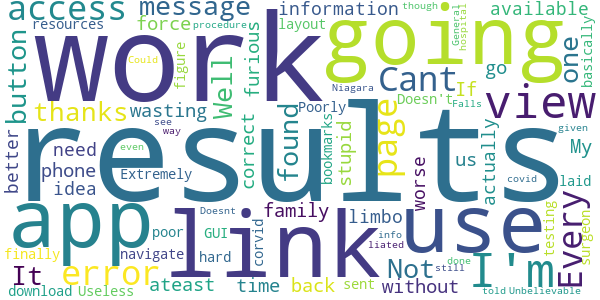 access
message
information
available
resources
force
layout
General
hospital
procedure
though
button
work
going
Could
figure
Well
furious
Cant
If
go
one
basically
thanks
wasting
found
Poorly
Niagara
page
view
Doesn't
Falls
results
better
need
phone
idea
Extremely
correct
bookmarks
stupid
see
way
even
worse
us
actually
My
covid
given
laid
app
link
use
Every
Doesnt
family
limbo
poor
GUI
corvid
liated
info
still
Not
I'm
testing
surgeon
It
error
finally
navigate
hard
time
back
sent
without
done
download
Useless
ateast
told
Unbelievable